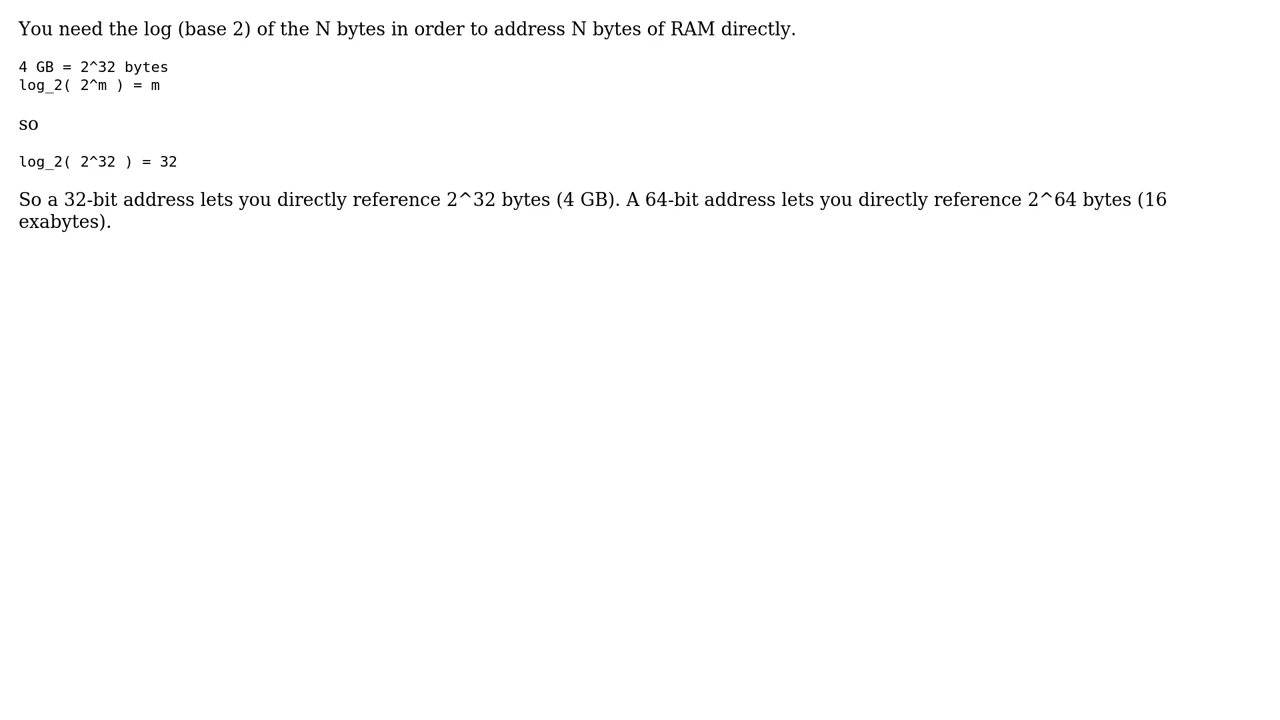 You need the log (base 2) of the N bytes in order to address N bytes of RAM directly.
4 GB = 2^32 bytes
log_2( 2^m ) = m
so
log_2( 2^32 ) = 32
So a 32-bit address lets you directly reference 2^32 bytes (4 GB). A 64-bit address lets you directly reference 2^64 bytes (16
exabytes).